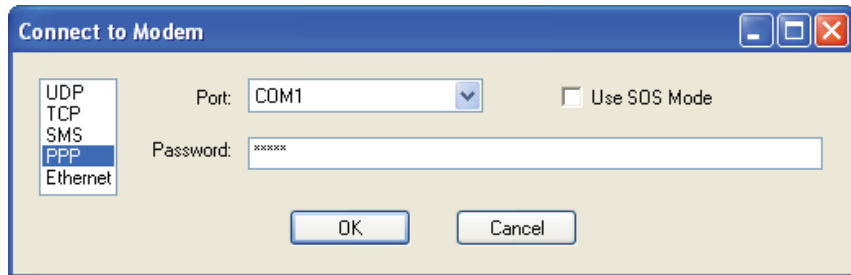 Connect to Modem
UDP
TCP
SMS
PPP
Ethernet
Port: COM1
Use SOS Mode
Password: *****
OK
Cancel